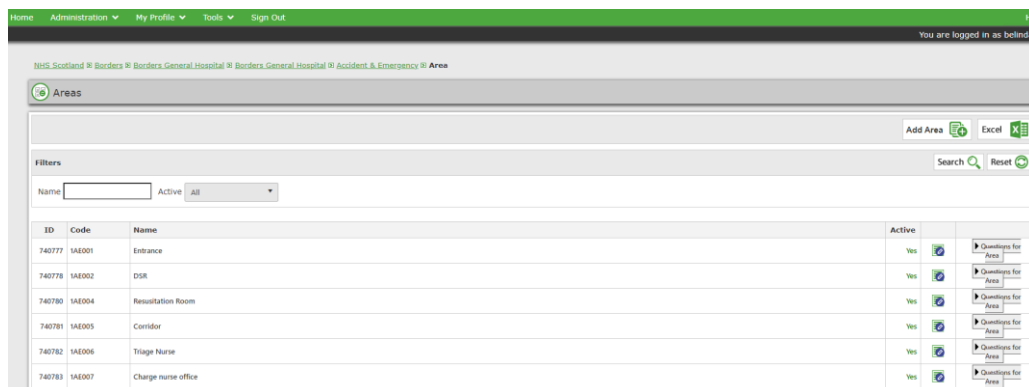 Home Administration My Profile Tools Sign Out
You are logged in as belind
NHS Scotland Borders Borders General Hospital Borders General Hospital Accident & Emergency Area
Areas
Add Area Excel
Filters Search Reset
Name Active All
ID Code Name Active
740777 1AE001 Entrance Yes Questions for Area
740778 1AE002 DSR Yes Questions for Area
740780 1AE004 Resusitation Room Yes Questions for Area
740781 1AE005 Corridor Yes Questions for Area
740782 1AE006 Triage Nurse Yes Questions for Area
740783 1AE007 Charge nurse office Yes Questions for Area